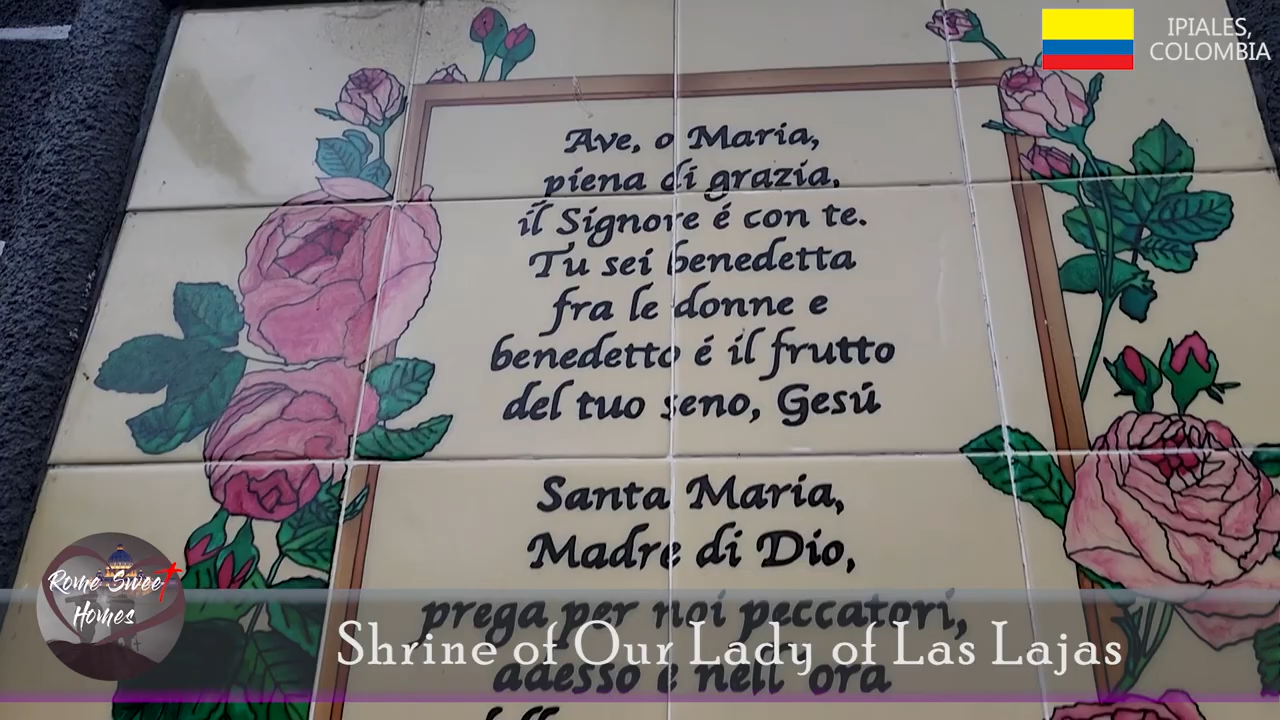 IPIALES,
COLOMBIA
Ave, o Maria,
piena di grazia,
il Signore é con te.
Tu sei benedetta
fra le donne e
benedetto é il frutto
del tuo seno, Gesú
Santa Maria,
Madre di Dio,
prega per noi peccatori,
adesso e nell'ora
Rome Sweet
Homes
Shrine of Our Lady of Las Lajas